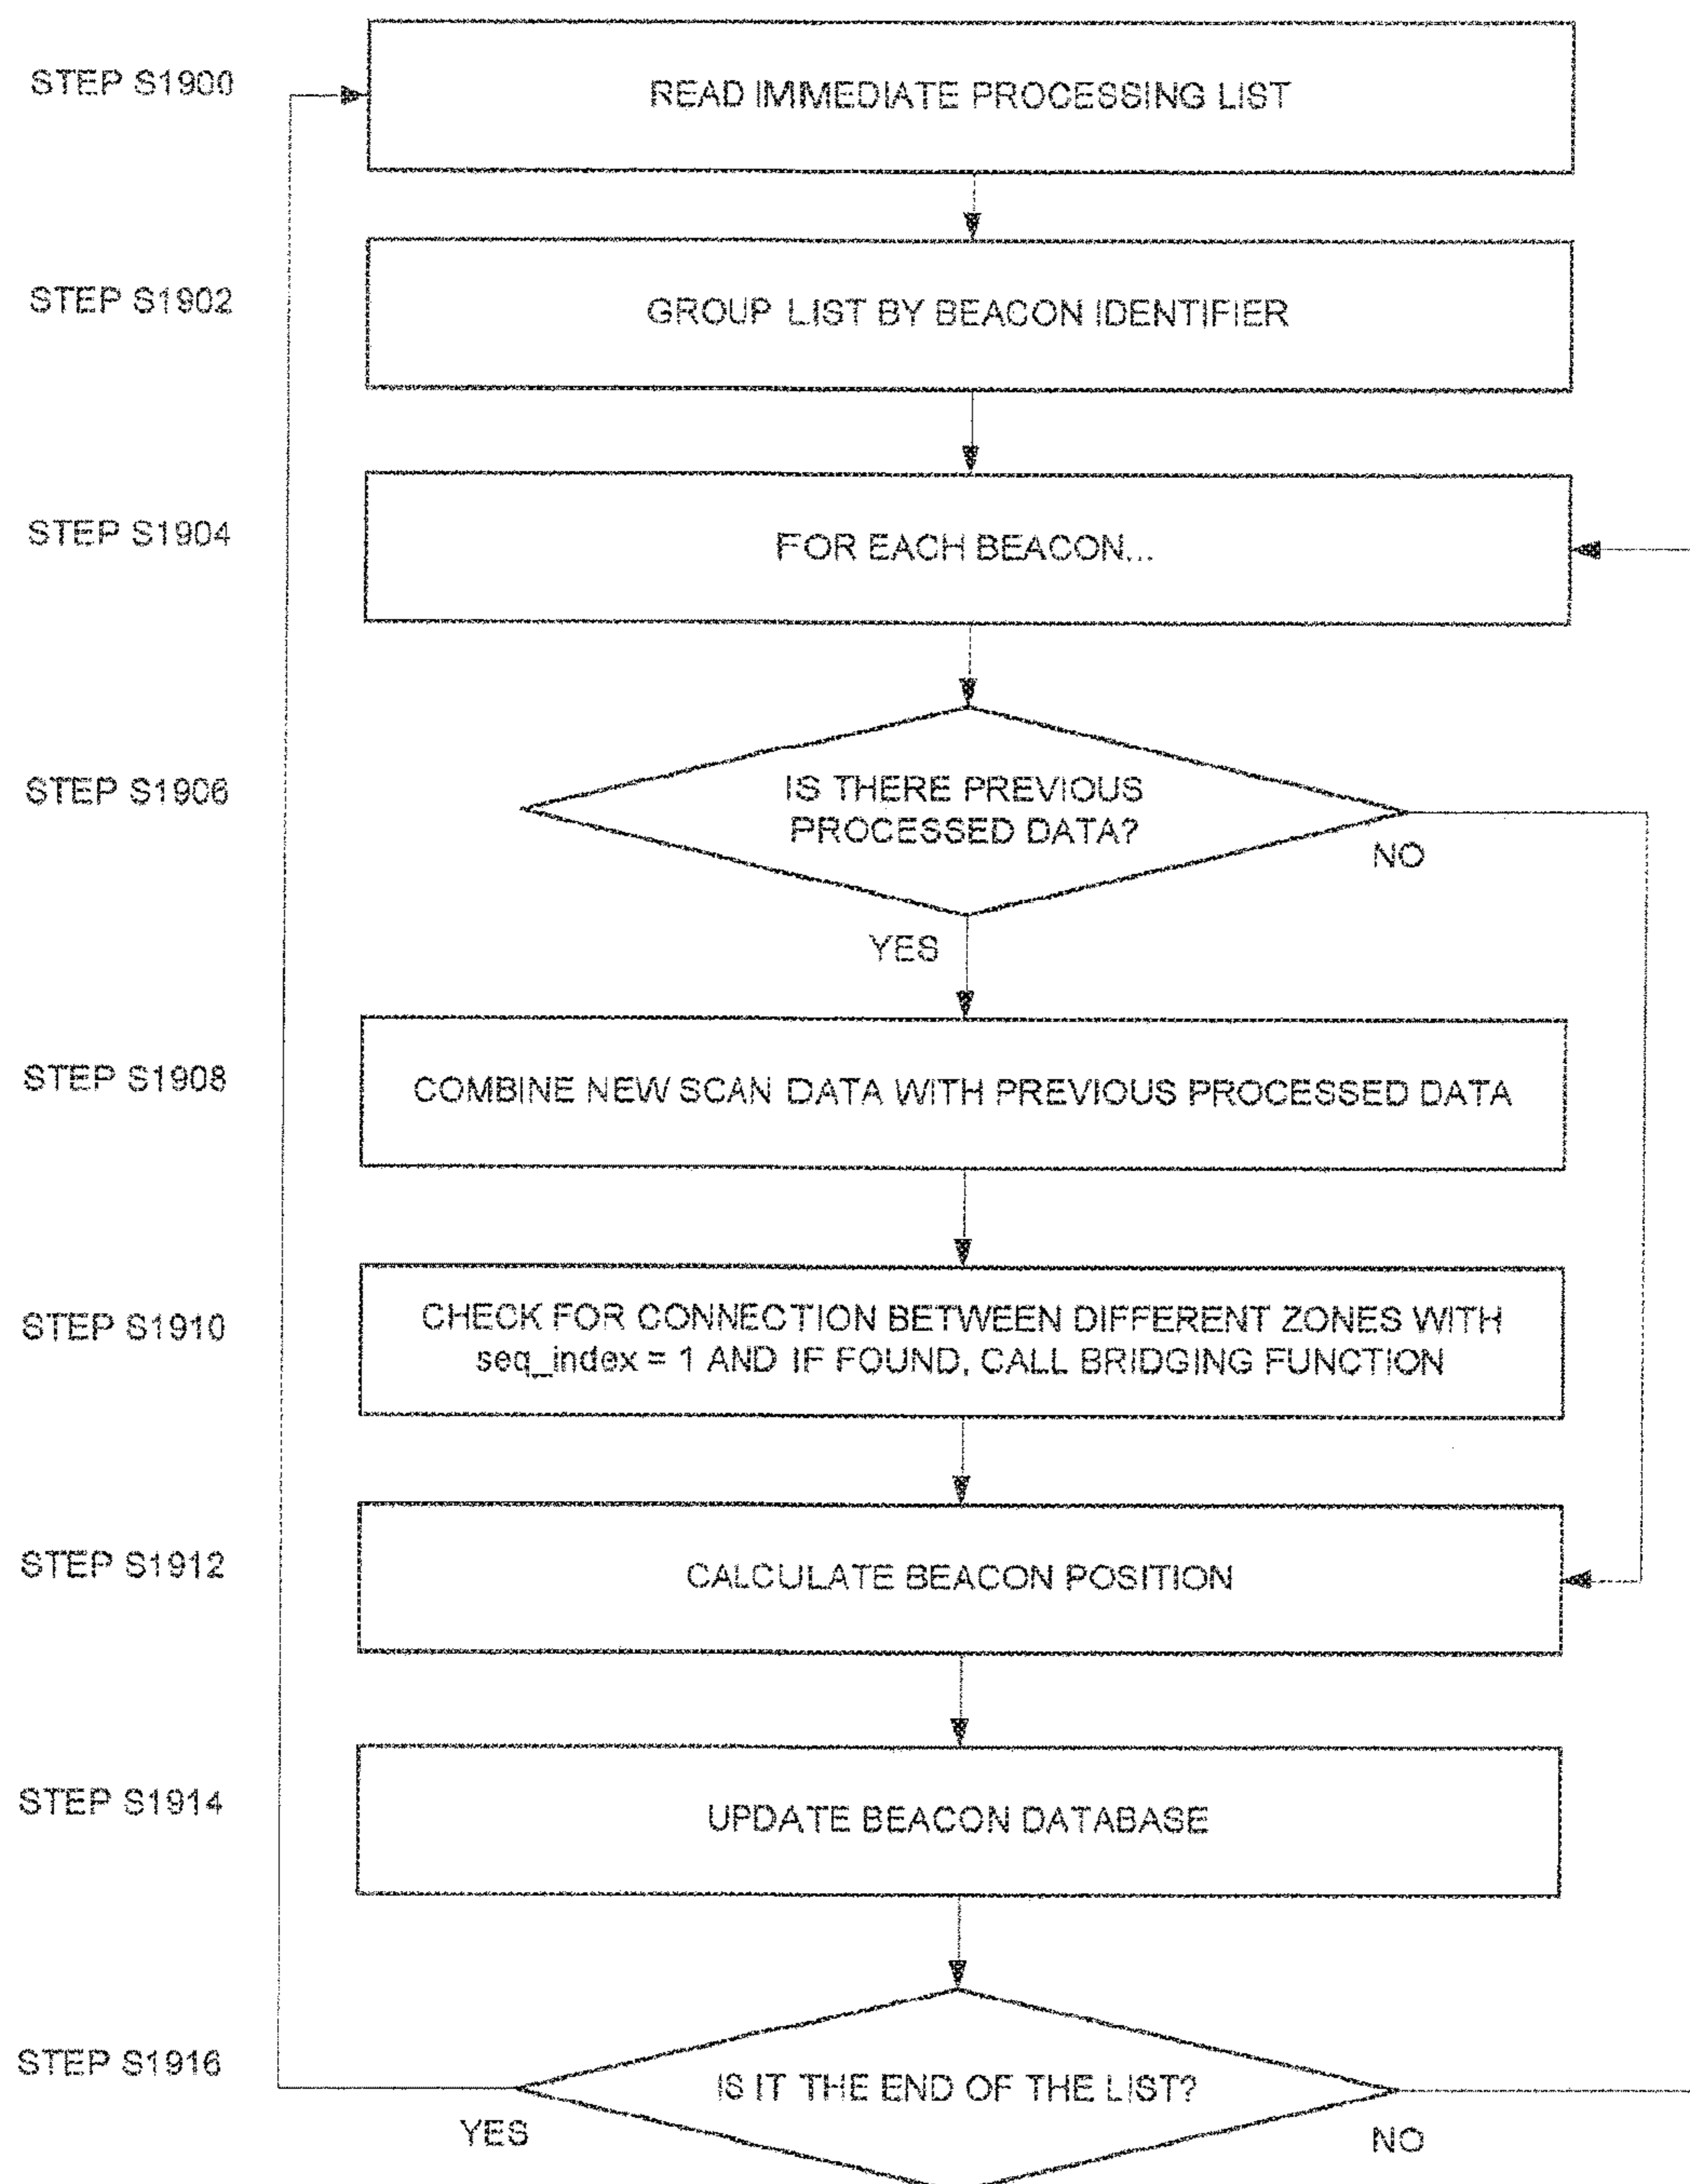 STEP S1900
READ IMMEDIATE PROCESSING LIST
STEP S1902
GROUP LIST BY BEACON IDENTIFIER
STEP S1904
FOR EACH BEACON...
STEP S1906
IS THERE PREVIOUS
PROCESSED DATA?
NO
YES
STEP S1908
COMBINE NEW SCAN DATA WITH PREVIOUS PROCESSED DATA
STEP S1910
CHECK FOR CONNECTION BETWEEN DIFFERENT ZONES WITH
seq_index = 1 AND IF FOUND, CALL BRIDGING FUNCTION
STEP S1912
CALCULATE BEACON POSITION
STEP S1914
UPDATE BEACON DATABASE
STEP S1916
IS IT THE END OF THE LIST?
YES
NO